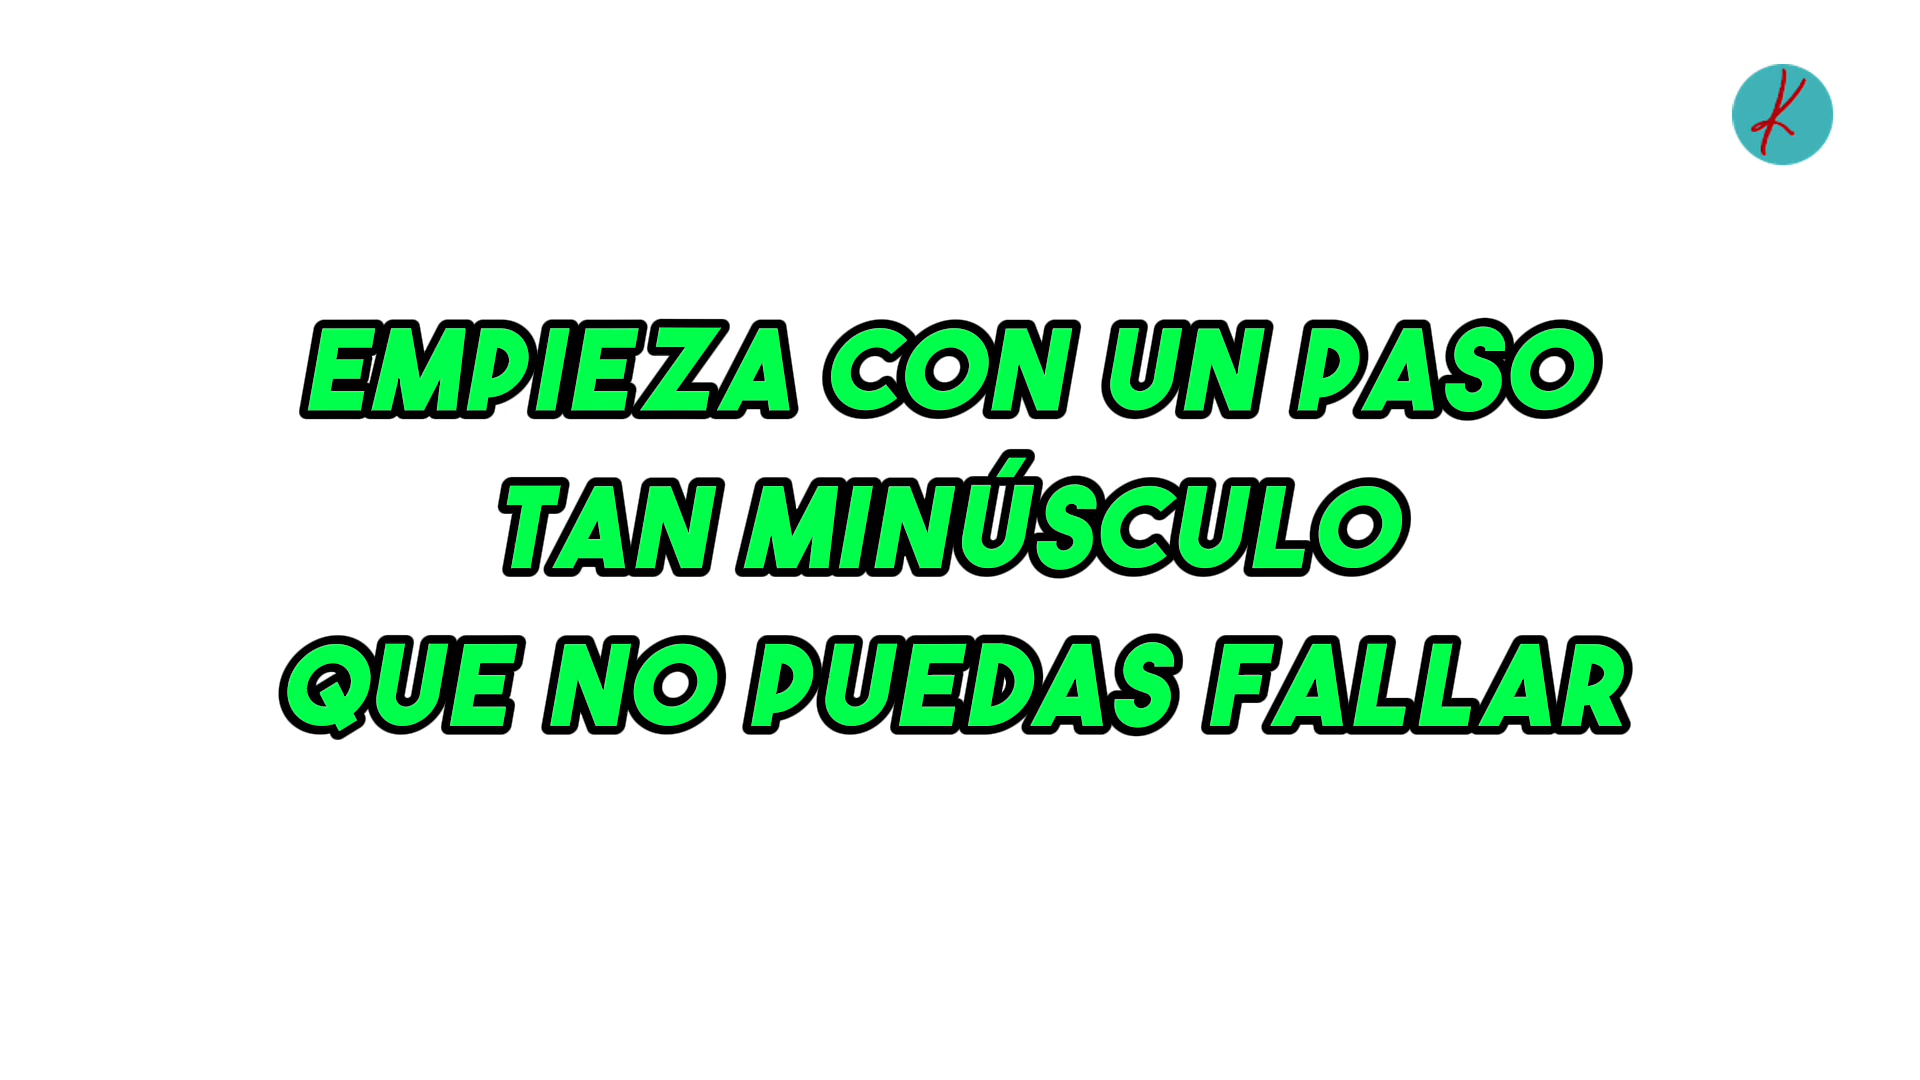 K
EMPIEZA CON UN PASO
TAN MINÚSCULO
QUE NO PUEDAS FALLAR